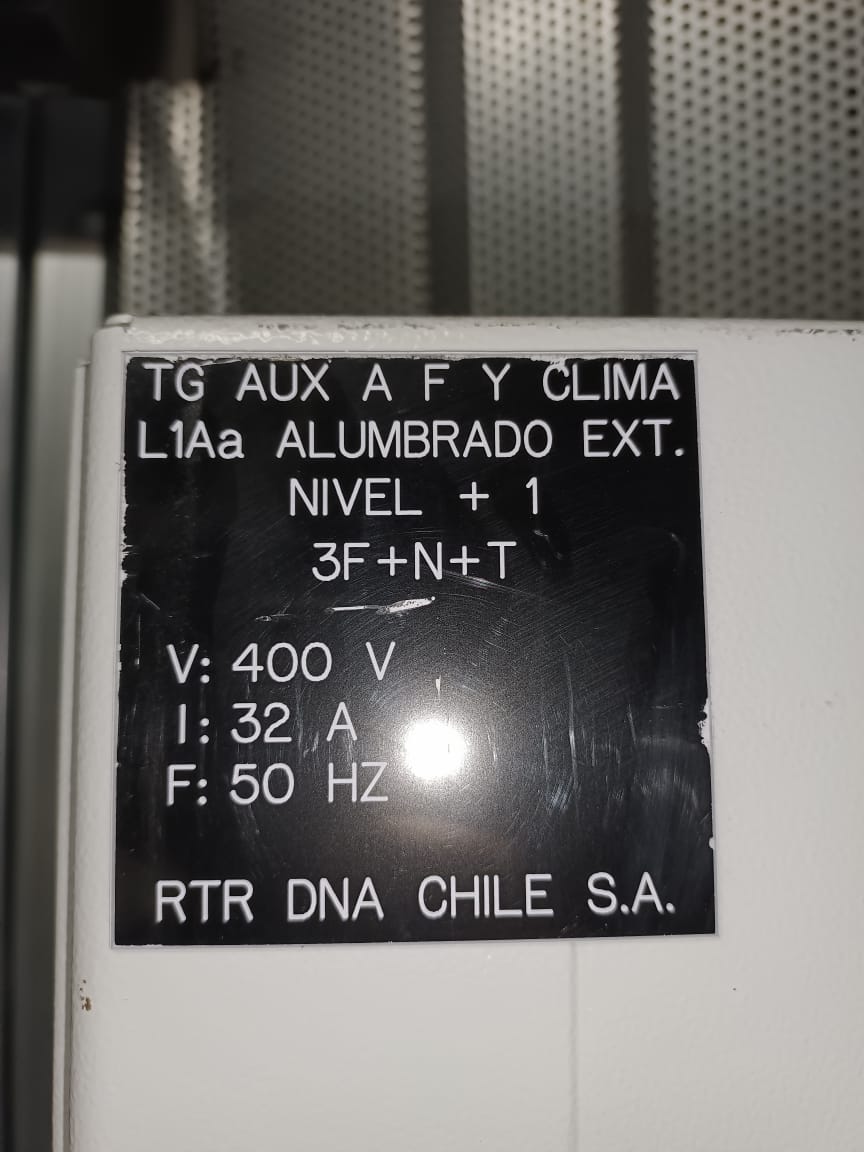 TG AUX A F Y CLIMA
L1Aa ALUMBRADO EXT.
NIVEL + 1
3F+N+T
V: 400 V
I: 32 A
F: 50 HZ
RTR DNA CHILE S.A.